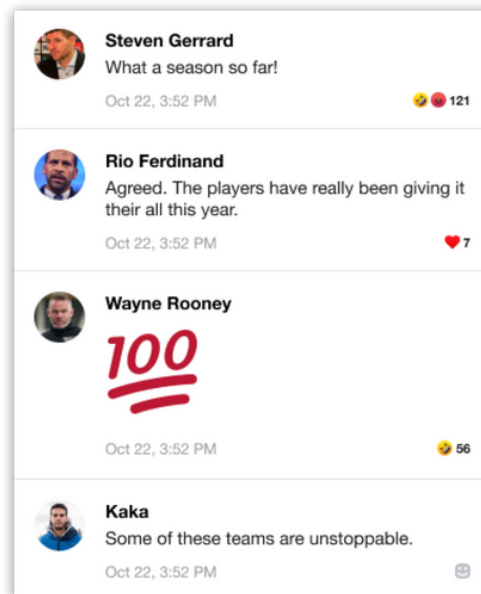 Steven Gerrard
What a season so far!
Oct 22, 3:52 PM
121
Rio Ferdinand
Agreed. The players have really been giving it
their all this year.
Oct 22, 3:52 PM
7
Wayne Rooney
100
Oct 22, 3:52 PM
56
Kaka
Some of these teams are unstoppable.
Oct 22, 3:52 PM